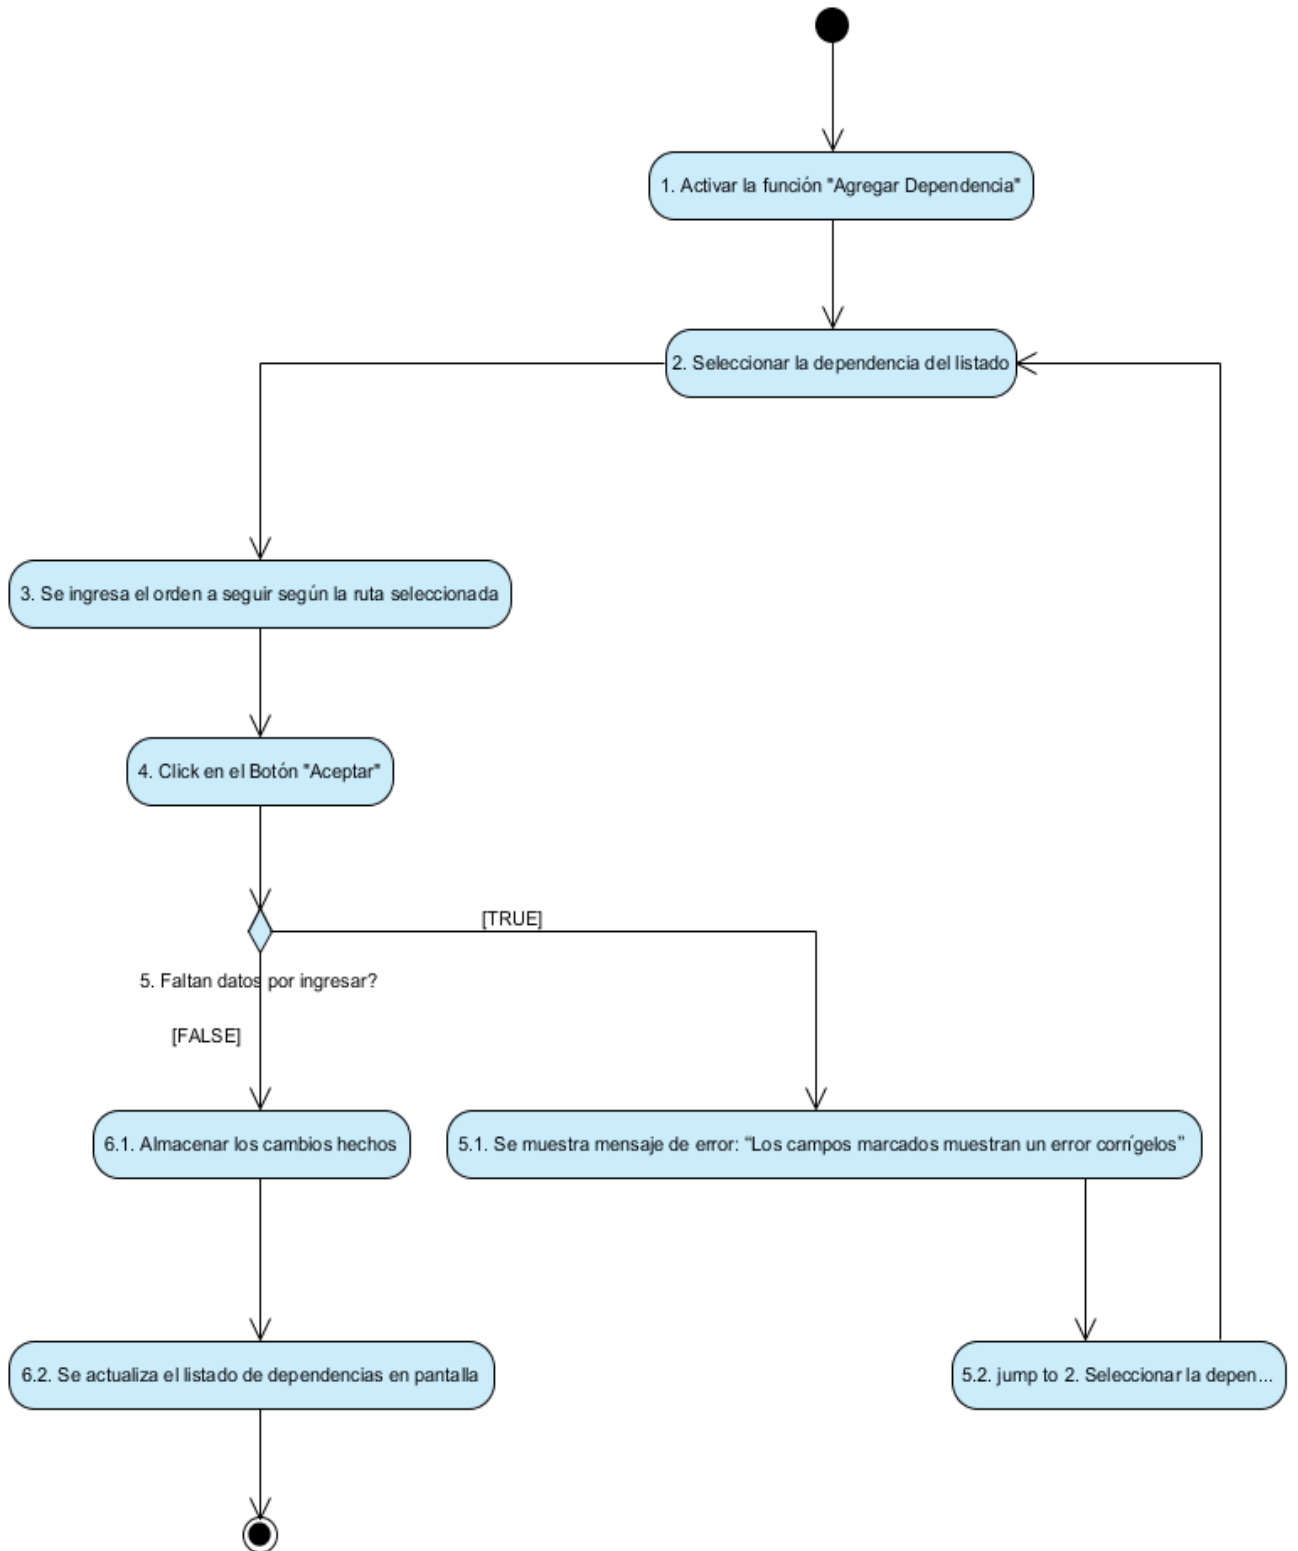 1. Activar la función "Agregar Dependencia"
2. Seleccionar la dependencia del listado
3. Se ingresa el orden a seguir según la ruta seleccionada
4. Click en el Botón "Aceptar"
[TRUE]
5. Faltan datos por ingresar?
[FALSE]
6.1. Almacenar los cambios hechos
5.1. Se muestra mensaje de error: “Los campos marcados muestran un error corrígelos”
6.2. Se actualiza el listado de dependencias en pantalla
5.2. jump to 2. Seleccionar la depen...